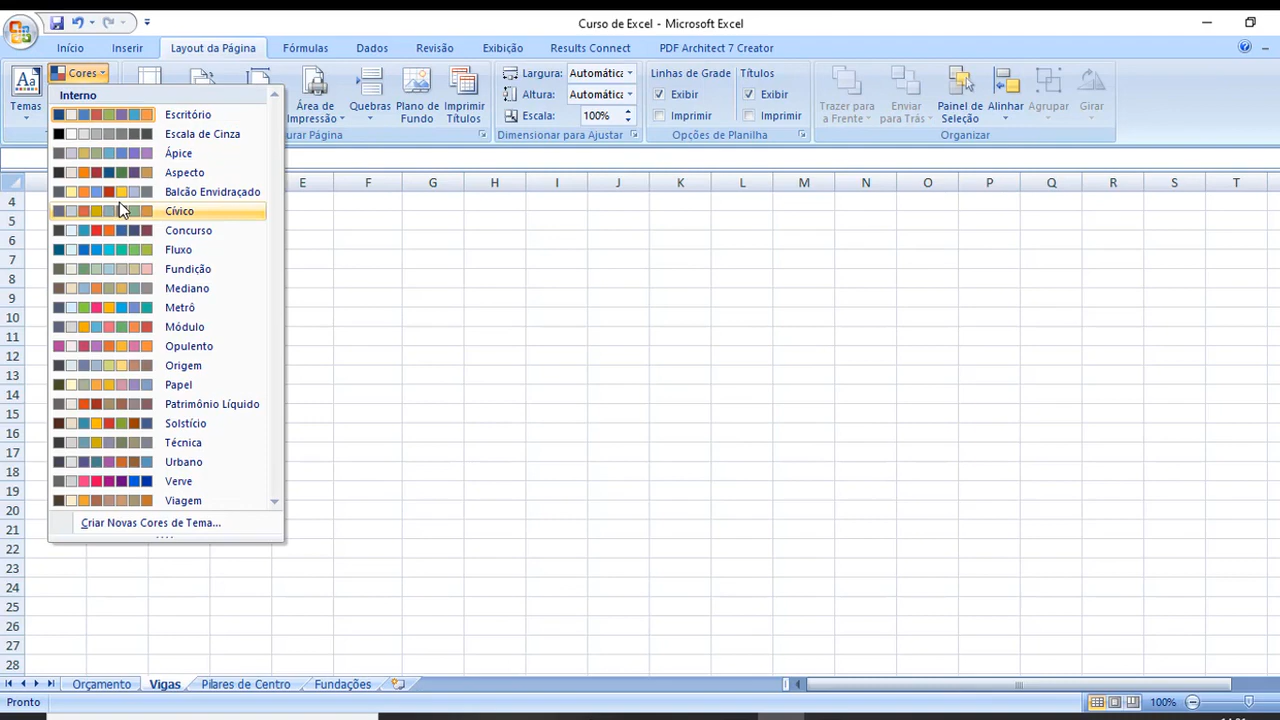 Curso de Excel - Microsoft Excel
Início Inserir Layout da Página Fórmulas Dados Revisão Exibição Results Connect PDF Architect 7 Creator
Aa Temas
Cores
Área de Impressão
Quebras
Plano de Fundo
Imprimir Títulos
urar Página
Largura: Automática
Altura: Automática
Escala: 100%
Dimensionar para Ajustar
Linhas de Grade Títulos
Exibir Exibir
Imprimir Imprimir
Opções de Planilha
Trazer para a Frente
Enviar para Trás
Painel de Seleção
Alinhar
Agrupar
Girar
Organizar
Interno
Escritório
Escala de Cinza
Ápice
Aspecto
Balcão Envidraçado
Cívico
Concurso
Fluxo
Fundição
Mediano
Metrô
Módulo
Opulento
Origem
Papel
Patrimônio Líquido
Solstício
Técnica
Urbano
Verve
Viagem
Criar Novas Cores de Tema...
E F G H I J K L M N O P Q R S T
4
5
6
7
8
9
10
11
12
13
14
15
16
17
18
19
20
21
22
23
24
25
26
27
28
Orçamento Vigas Pilares de Centro Fundações
Pronto 100%